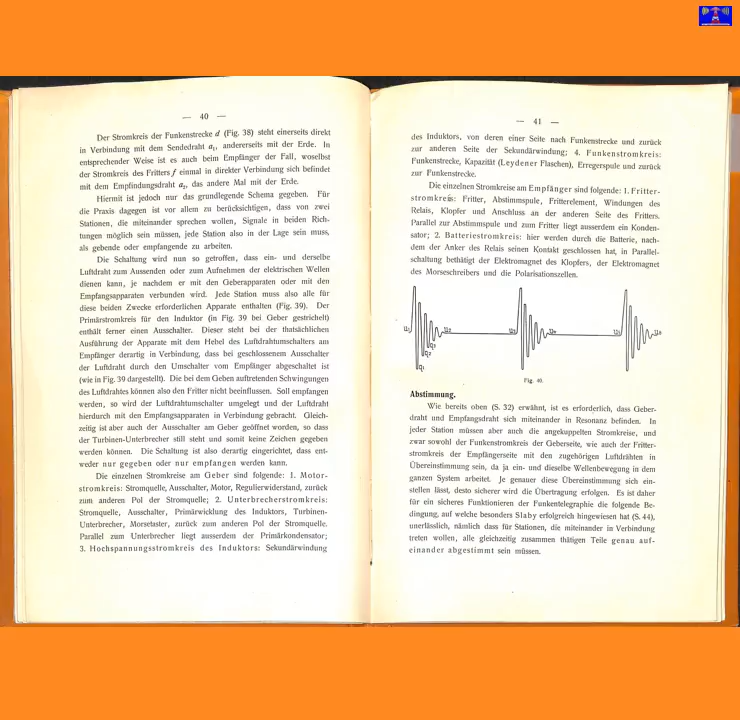 — 40 —
Der Stromkreis der Funkenstrecke d (Fig. 38) steht einerseits direkt
in Verbindung mit dem Sendedraht a₁, andererseits mit der Erde. In
entsprechender Weise ist es auch beim Empfänger der Fall, woselbst
der Stromkreis des Fritters f einmal in direkter Verbindung sich befindet
mit dem Empfindungsdraht a₂, das andere Mal mit der Erde.
Hiermit ist jedoch nur das grundlegende Schema gegeben. Für
die Praxis dagegen ist vor allem zu berücksichtigen, dass von zwei
Stationen, die miteinander sprechen wollen, Signale in beiden Rich-
tungen möglich sein müssen, jede Station also in der Lage sein muss,
als gebende oder empfangende zu arbeiten.
Die Schaltung wird nun so getroffen, dass ein- und derselbe
Luftdraht zum Aussenden oder zum Aufnehmen der elektrischen Wellen
dienen kann, je nachdem er mit den Geberapparaten oder mit den
Empfangsapparaten verbunden wird. Jede Station muss also alle für
diese beiden Zwecke erforderlichen Apparate enthalten (Fig. 39). Der
Primärstromkreis für den Induktor (in Fig. 39 bei Geber gestrichelt)
enthält ferner einen Ausschalter. Dieser steht bei der thatsächlichen
Ausführung der Apparate mit dem Hebel des Luftdrahtumschalters am
Empfänger derartig in Verbindung, dass bei geschlossenem Ausschalter
der Luftdraht durch den Umschalter vom Empfänger abgeschaltet ist
(wie in Fig. 39 dargestellt). Die bei dem Geben auftretenden Schwingungen
des Luftdrahtes können also den Fritter nicht beeinflussen. Soll empfangen
werden, so wird der Luftdrahtumschalter umgelegt und der Luftdraht
hierdurch mit den Empfangsapparaten in Verbindung gebracht. Gleich-
zeitig ist aber auch der Ausschalter am Geber geöffnet worden, so dass
der Turbinen-Unterbrecher still steht und somit keine Zeichen gegeben
werden können. Die Schaltung ist also derartig eingerichtet, dass ent-
weder nur gegeben oder nur empfangen werden kann.
Die einzelnen Stromkreise am Geber sind folgende: 1. Motor-
stromkreis: Stromquelle, Ausschalter, Motor, Regulierwiderstand, zurück
zum anderen Pol der Stromquelle; 2. Unterbrecherstromkreis:
Stromquelle, Ausschalter, Primärwicklung des Induktors, Turbinen-
Unterbrecher, Morsetaster, zurück zum anderen Pol der Stromquelle.
Parallel zum Unterbrecher liegt ausserdem der Primärkondensator;
3. Hochspannungsstromkreis des Induktors: Sekundärwindung
— 41 —
des Induktors, von deren einer Seite nach Funkenstrecke und zurück
zur anderen Seite der Sekundärwindung; 4. Funkenstromkreis:
Funkenstrecke, Kapazität (Leydener Flaschen), Erregerspule und zurück
zur Funkenstrecke.
Die einzelnen Stromkreise am Empfänger sind folgende: 1. Fritter-
stromkreis: Fritter, Abstimmspule, Fritterelement, Windungen des
Relais, Klopfer und Anschluss an der anderen Seite des Fritters.
Parallel zur Abstimmspule und zum Fritter liegt ausserdem ein Konden-
sator; 2. Batteriestromkreis: hier werden durch die Batterie, nach-
dem der Anker des Relais seinen Kontakt geschlossen hat, in Parallel-
schaltung bethätigt der Elektromagnet des Klopfers, der Elektromagnet
des Morseschreibers und die Polarisationszellen.
Fig. 40.
Abstimmung.
Wie bereits oben (S. 32) erwähnt, ist es erforderlich, dass Geber-
draht und Empfangsdraht sich miteinander in Resonanz befinden. In
jeder Station müssen aber auch die angekuppelten Stromkreise, und
zwar sowohl der Funkenstromkreis der Geberseite, wie auch der Fritter-
stromkreis der Empfängerseite mit den zugehörigen Luftdrähten in
Übereinstimmung sein, da ja ein- und dieselbe Wellenbewegung in dem
ganzen System arbeitet. Je genauer diese Übereinstimmung sich ein-
stellen lässt, desto sicherer wird die Übertragung erfolgen. Es ist daher
für ein sicheres Funktionieren der Funkentelegraphie die folgende Be-
dingung, auf welche besonders Slaby erfolgreich hingewiesen hat (S. 44),
unerlässlich, nämlich dass für Stationen, die miteinander in Verbindung
treten wollen, alle gleichzeitig zusammen thätigen Teile genau auf-
einander abgestimmt sein müssen.